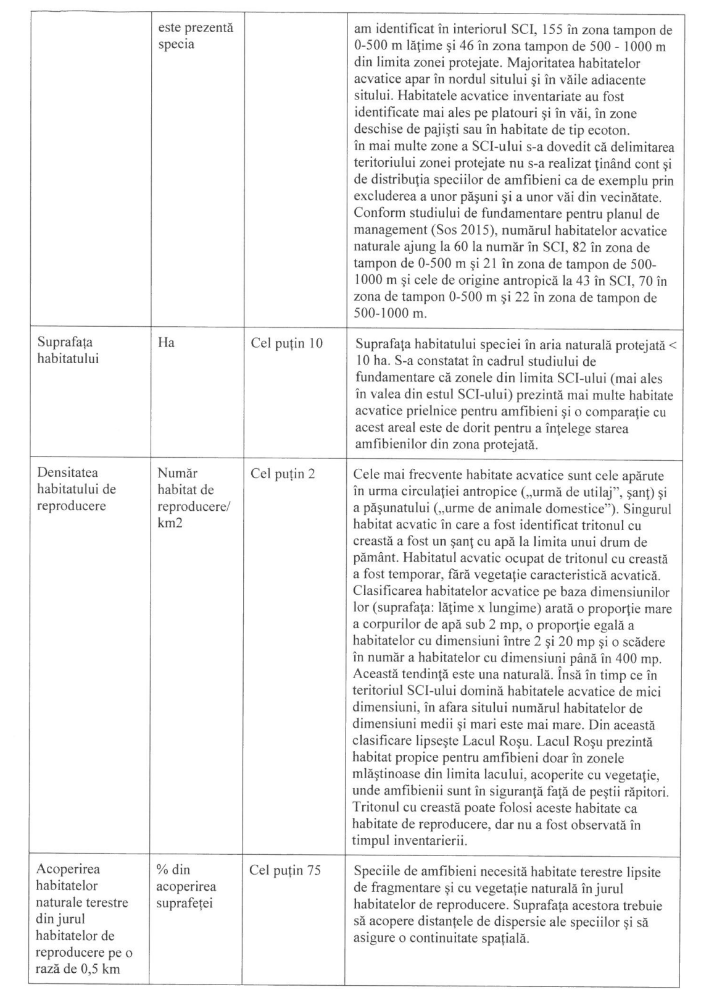 este prezentă
specia
am identificat în interiorul SCI, 155 în zona tampon de
0-500 m lăţime şi 46 în zona tampon de 500 - 1000 m
din limita zonei protejate. Majoritatea habitatelor
acvatice apar în nordul sitului şi în văile adiacente
sitului. Habitatele acvatice inventariate au fost
identificate mai ales pe platouri şi în văi, în zone
deschise de pajişti sau în habitate de tip ecoton.
în mai multe zone a SCI-ului s-a dovedit că delimitarea
teritoriului zonei protejate nu s-a realizat ţinând cont şi
de distribuţia speciilor de amfibieni ca de exemplu prin
excluderea a unor păşuni şi a unor văi din vecinătate.
Conform studiului de fundamentare pentru planul de
management (Sos 2015), numărul habitatelor acvatice
naturale ajung la 60 la număr în SCI, 82 în zona de
tampon de 0-500 m şi 21 în zona de tampon de 500-
1000 m şi cele de origine antropică la 43 în SCI, 70 în
zona de tampon 0-500 m şi 22 în zona de tampon de
500-1000 m.
Suprafața
habitatului
Ha
Cel puțin 10
Suprafaţa habitatului speciei în aria naturală protejată <
10 ha. S-a constatat în cadrul studiului de
fundamentare că zonele din limita SCI-ului (mai ales
în valea din estul SCI-ului) prezintă mai multe habitate
acvatice prielnice pentru amfibieni şi o comparaţie cu
acest areal este de dorit pentru a înţelege starea
amfibienilor din zona protejată.
Densitatea
habitatului de
reproducere
Număr
habitat de
reproducere/
km2
Cel puțin 2
Cele mai frecvente habitate acvatice sunt cele apărute
în urma circulaţiei antropice („urmă de utilaj”, şanţ) şi
a păşunatului („urme de animale domestice”). Singurul
habitat acvatic în care a fost identificat tritonul cu
creastă a fost un şanţ cu apă la limita unui drum de
pământ. Habitatul acvatic ocupat de tritonul cu creastă
a fost temporar, fără vegetaţie caracteristică acvatică.
Clasificarea habitatelor acvatice pe baza dimensiunilor
lor (suprafaţa: lăţime x lungime) arată o proporţie mare
a corpurilor de apă sub 2 mp, o proporţie egală a
habitatelor cu dimensiuni între 2 şi 20 mp şi o scădere
în număr a habitatelor cu dimensiuni până în 400 mp.
Această tendinţă este una naturală. Însă în timp ce în
teritoriul SCI-ului domină habitatele acvatice de mici
dimensiuni, în afara sitului numărul habitatelor de
dimensiuni medii şi mari este mai mare. Din această
clasificare lipseşte Lacul Roşu. Lacul Roşu prezintă
habitat propice pentru amfibieni doar în zonele
mlăştinoase din limita lacului, acoperite cu vegetaţie,
unde amfibienii sunt în siguranţă faţă de peştii răpitori.
Tritonul cu creastă poate folosi aceste habitate ca
habitate de reproducere, dar nu a fost observată în
timpul inventarierii.
Acoperirea
habitatelor
naturale terestre
din jurul
habitatelor de
reproducere pe o
rază de 0,5 km
% din
acoperirea
suprafeței
Cel puțin 75
Speciile de amfibieni necesită habitate terestre lipsite
de fragmentare și cu vegetație naturală în jurul
habitatelor de reproducere. Suprafața acestora trebuie
să acopere distanțele de dispersie ale speciilor și să
asigure o continuitate spațială.